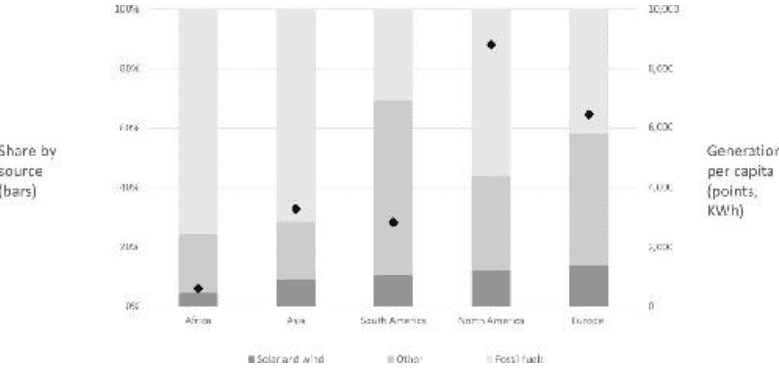 100%
10,000
80%
8,000
Share by
source
(bars)
60%
6,000
Generation
per capita
(points,
KWh)
40%
4,000
20%
2,000
0%
0
Africa Asia South America North America Europe
Solar and wind Other Fossil fuels